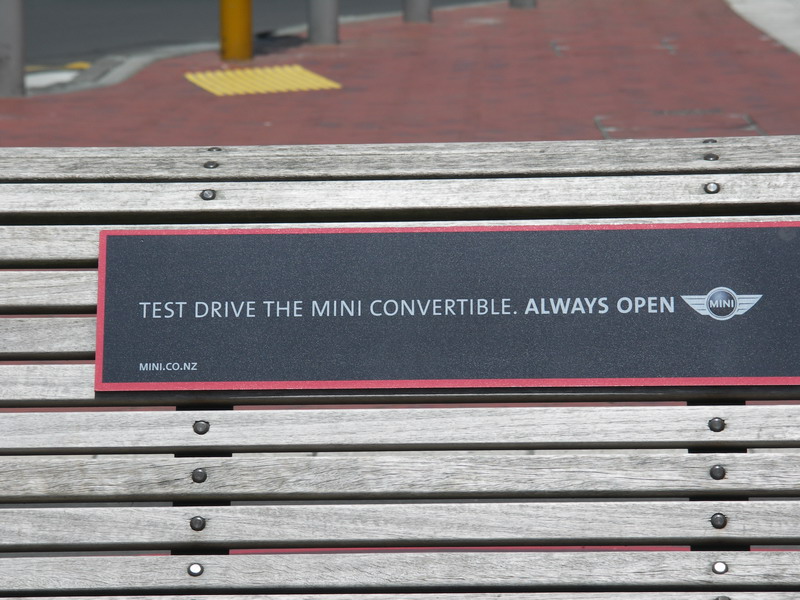 TEST DRIVE THE MINI CONVERTIBLE. ALWAYS OPEN MINI
MINI.CO.NZ